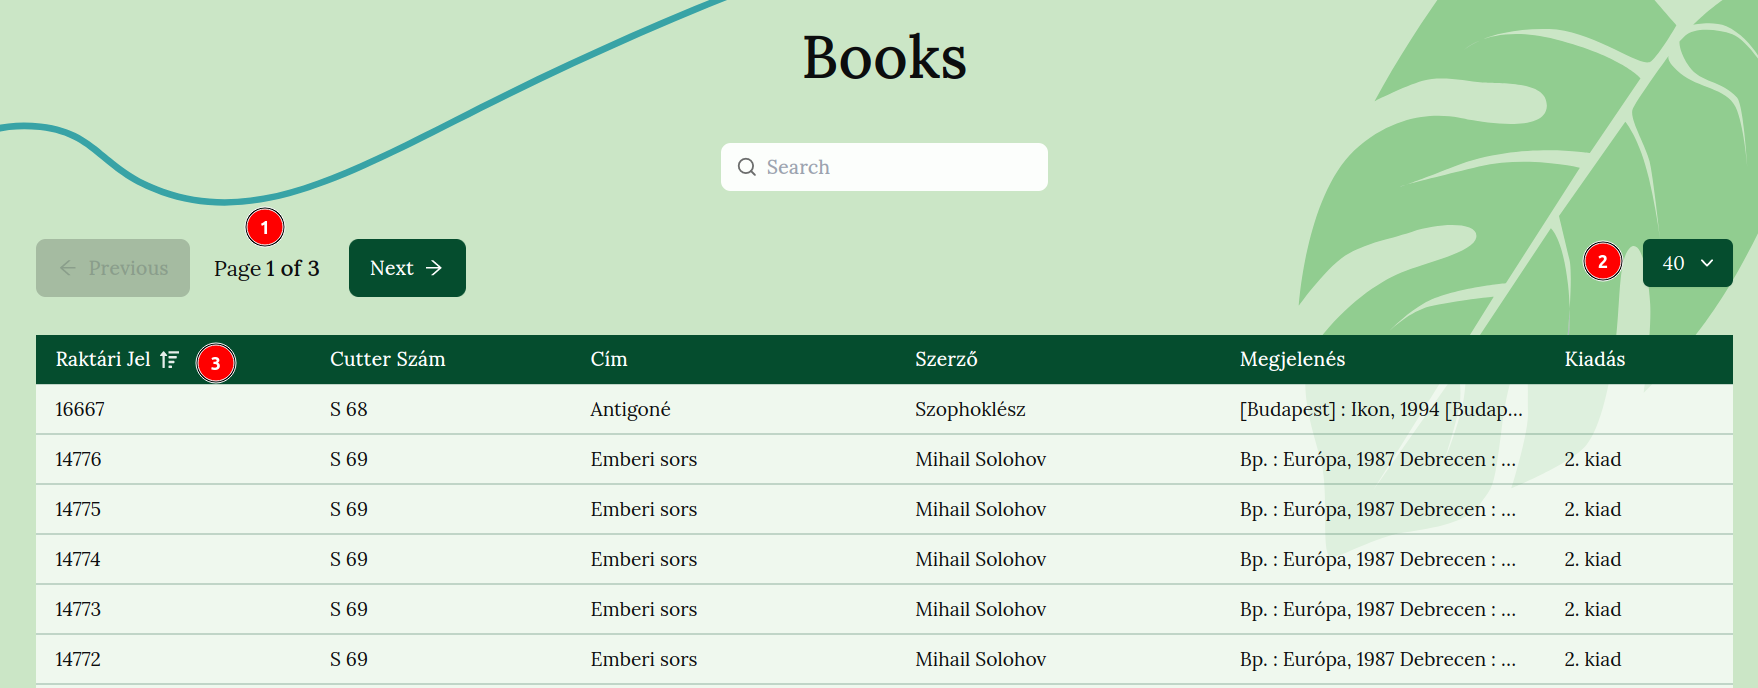 Books
Search
1
Previous Page 1 of 3 Next
2 40
Raktári Jel 3 Cutter Szám Cím Szerző Megjelenés Kiadás
16667 S 68 Antigoné Szophoklész [Budapest] : Ikon, 1994 [Budap...
14776 S 69 Emberi sors Mihail Solohov Bp. : Európa, 1987 Debrecen : ... 2. kiad
14775 S 69 Emberi sors Mihail Solohov Bp. : Európa, 1987 Debrecen : ... 2. kiad
14774 S 69 Emberi sors Mihail Solohov Bp. : Európa, 1987 Debrecen : ... 2. kiad
14773 S 69 Emberi sors Mihail Solohov Bp. : Európa, 1987 Debrecen : ... 2. kiad
14772 S 69 Emberi sors Mihail Solohov Bp. : Európa, 1987 Debrecen : ... 2. kiad